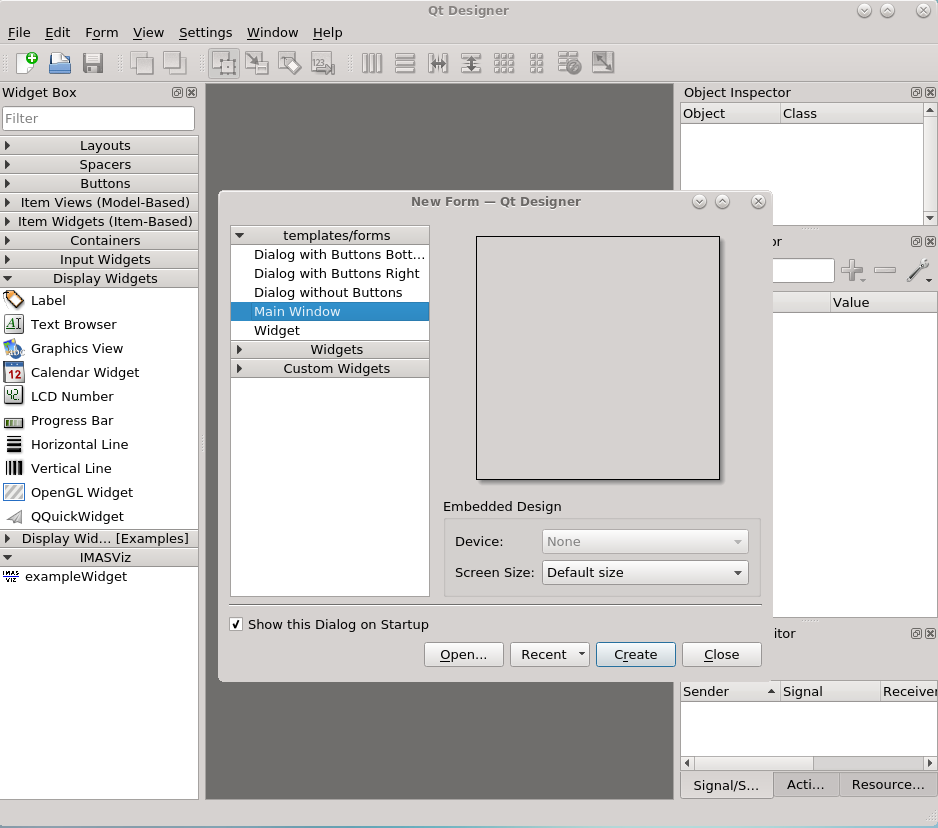 Qt Designer
File Edit Form View Settings Window Help
Widget Box
Filter
Layouts
Spacers
Buttons
Item Views (Model-Based)
Item Widgets (Item-Based)
Containers
Input Widgets
Display Widgets
Label
Text Browser
Graphics View
Calendar Widget
LCD Number
Progress Bar
Horizontal Line
Vertical Line
OpenGL Widget
QQuickWidget
Display Wid... [Examples]
IMASViz
exampleWidget
New Form — Qt Designer
templates/forms
Dialog with Buttons Bott...
Dialog with Buttons Right
Dialog without Buttons
Main Window
Widget
Widgets
Custom Widgets
Embedded Design
Device: None
Screen Size: Default size
Show this Dialog on Startup
Open... Recent Create Close
Object Inspector
Object Class
or
Value
itor
Sender Signal Receiver
Signal/S... Acti... Resource...